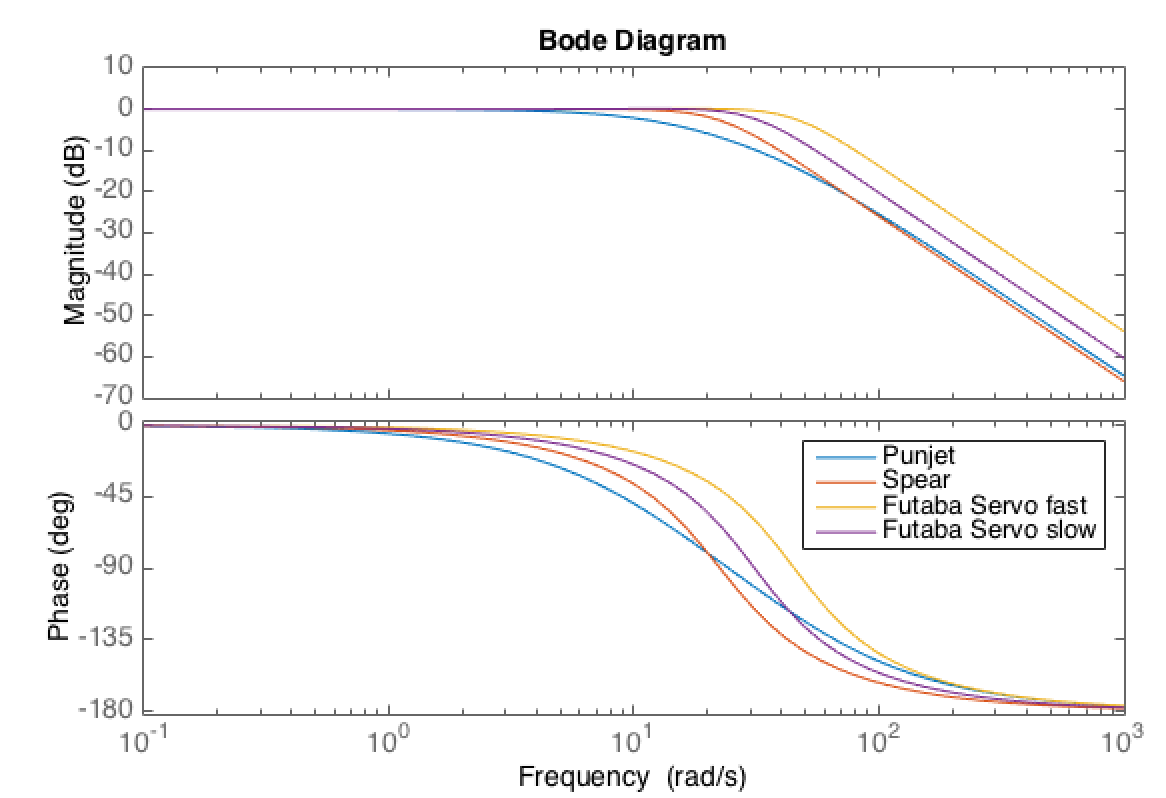 Bode Diagram
10
0
-10
-20
-30
-40
-50
-60
-70
Magnitude (dB)
0
-45
-90
-135
-180
Phase (deg)
Punjet
Spear
Futaba Servo fast
Futaba Servo slow
10^-1 10^0 10^1 10^2 10^3
Frequency (rad/s)